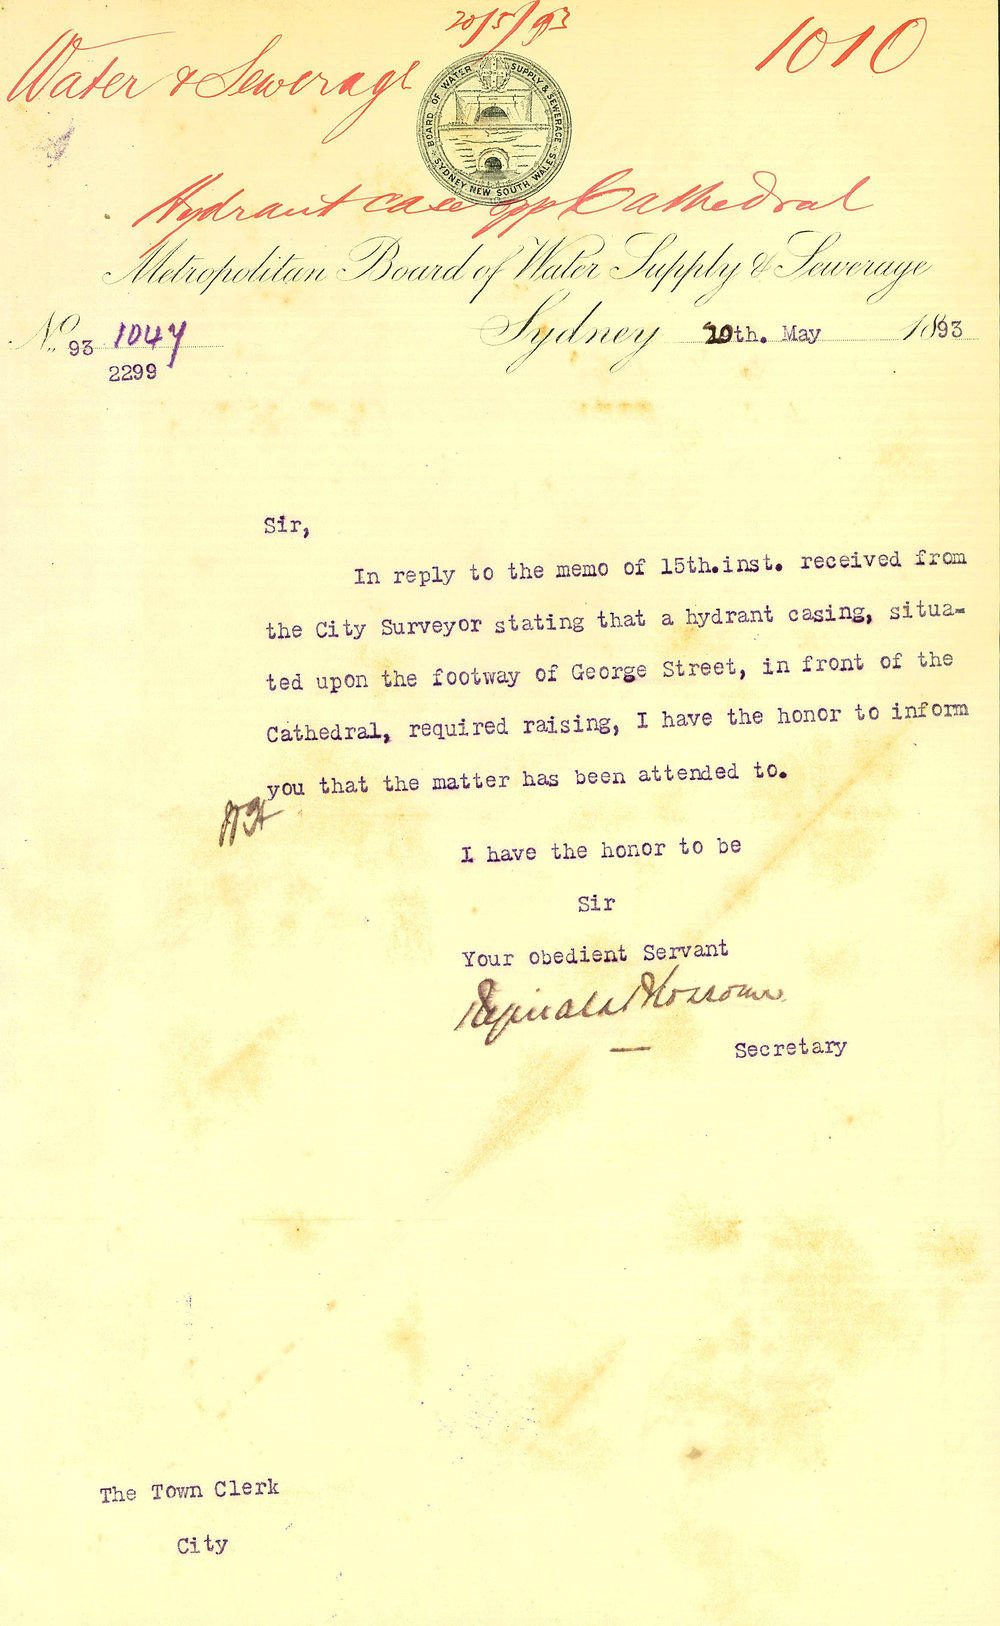 20/5/93
1010
Water & Sewerage
BOARD OF WATER SUPPLY & SEWERAGE
SYDNEY NEW SOUTH WALES
Hydrant case opp Cathedral
Metropolitan Board of Water Supply & Sewerage
No. 93 1047
2299
Sydney 20th. May 1893
Sir,
In reply to the memo of 15th.inst. received from
the City Surveyor stating that a hydrant casing, situa-
ted upon the footway of George Street, in front of the
Cathedral, required raising, I have the honor to inform
you that the matter has been attended to.
I have the honor to be
Sir
Your obedient Servant
Reginald
Secretary
The Town Clerk
City